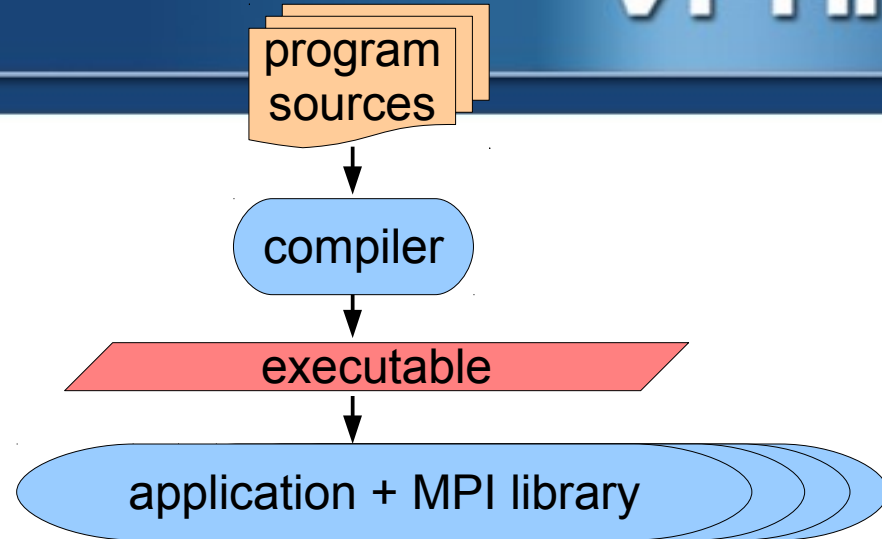 program
sources
compiler
executable
application + MPI library